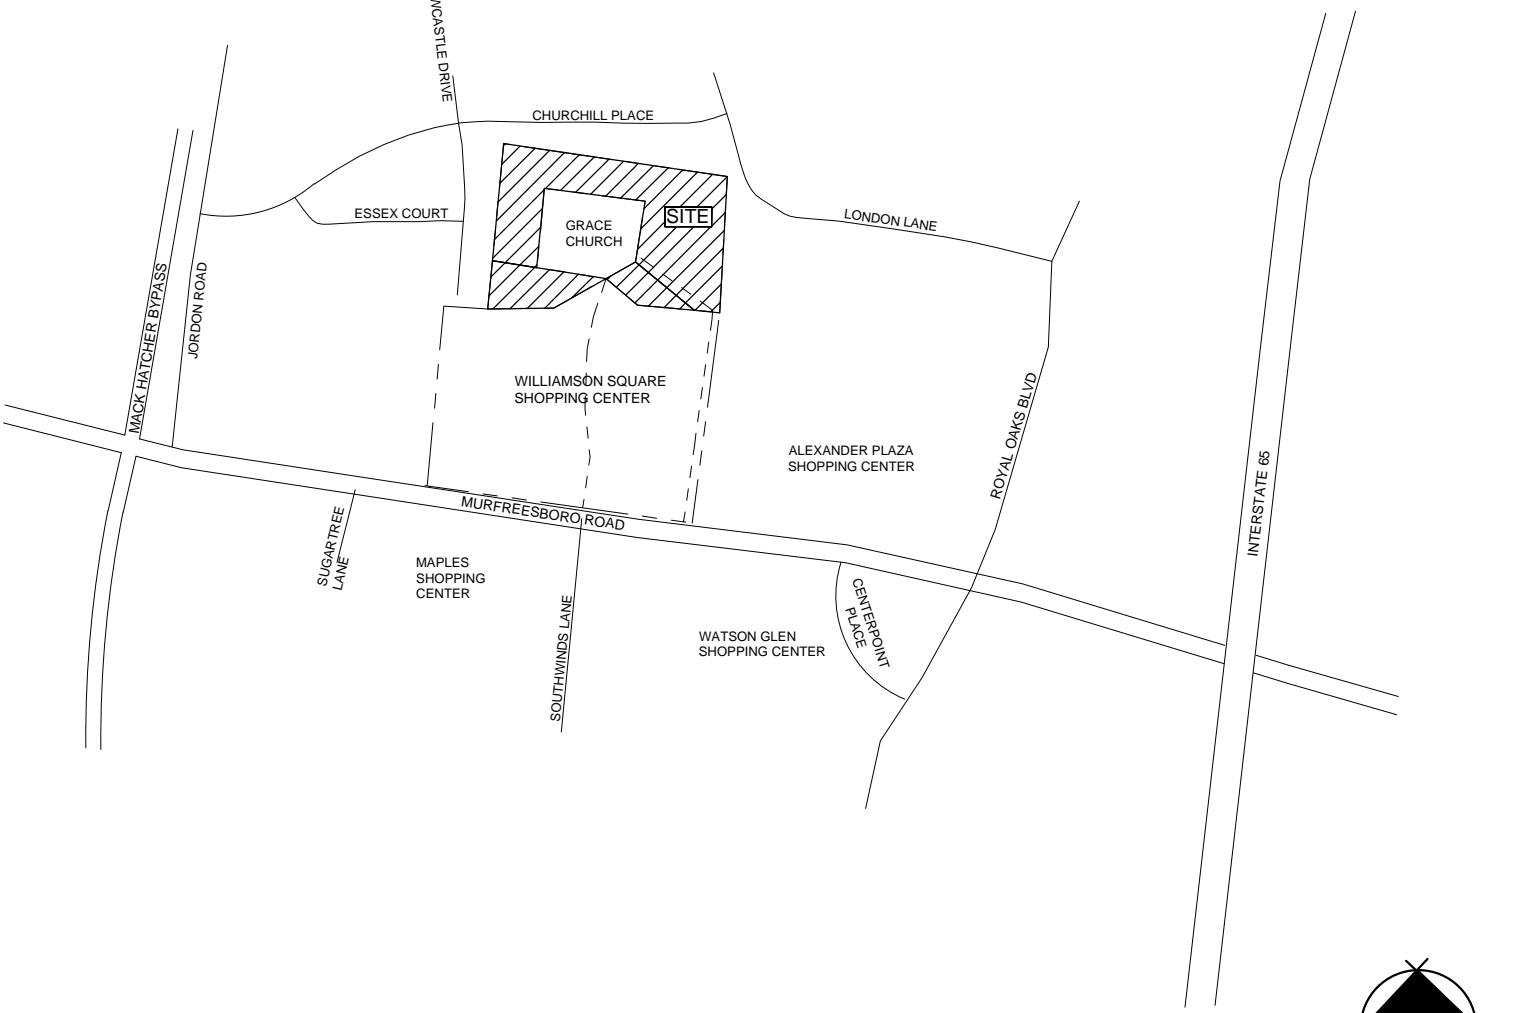 DRIVE
CHURCHILL PLACE
ESSEX COURT
GRACE
CHURCH
SITE
LONDON LANE
MACK HATCHER BYPASS
JORDON ROAD
WILLIAMSON SQUARE
SHOPPING CENTER
ALEXANDER PLAZA
SHOPPING CENTER
ROYAL OAKS BLVD
INTERSTATE 65
MURFREESBORO ROAD
SUGARTREE
LANE
MAPLES
SHOPPING
CENTER
SOUTHWINDS LANE
WATSON GLEN
SHOPPING CENTER
CENTERPOINT
PLACE